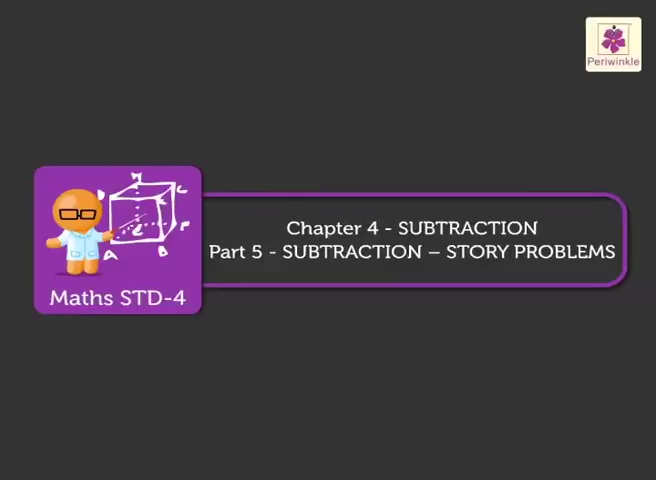 Periwinkle
Chapter 4 - SUBTRACTION
Part 5 - SUBTRACTION – STORY PROBLEMS
Maths STD-4
A
B